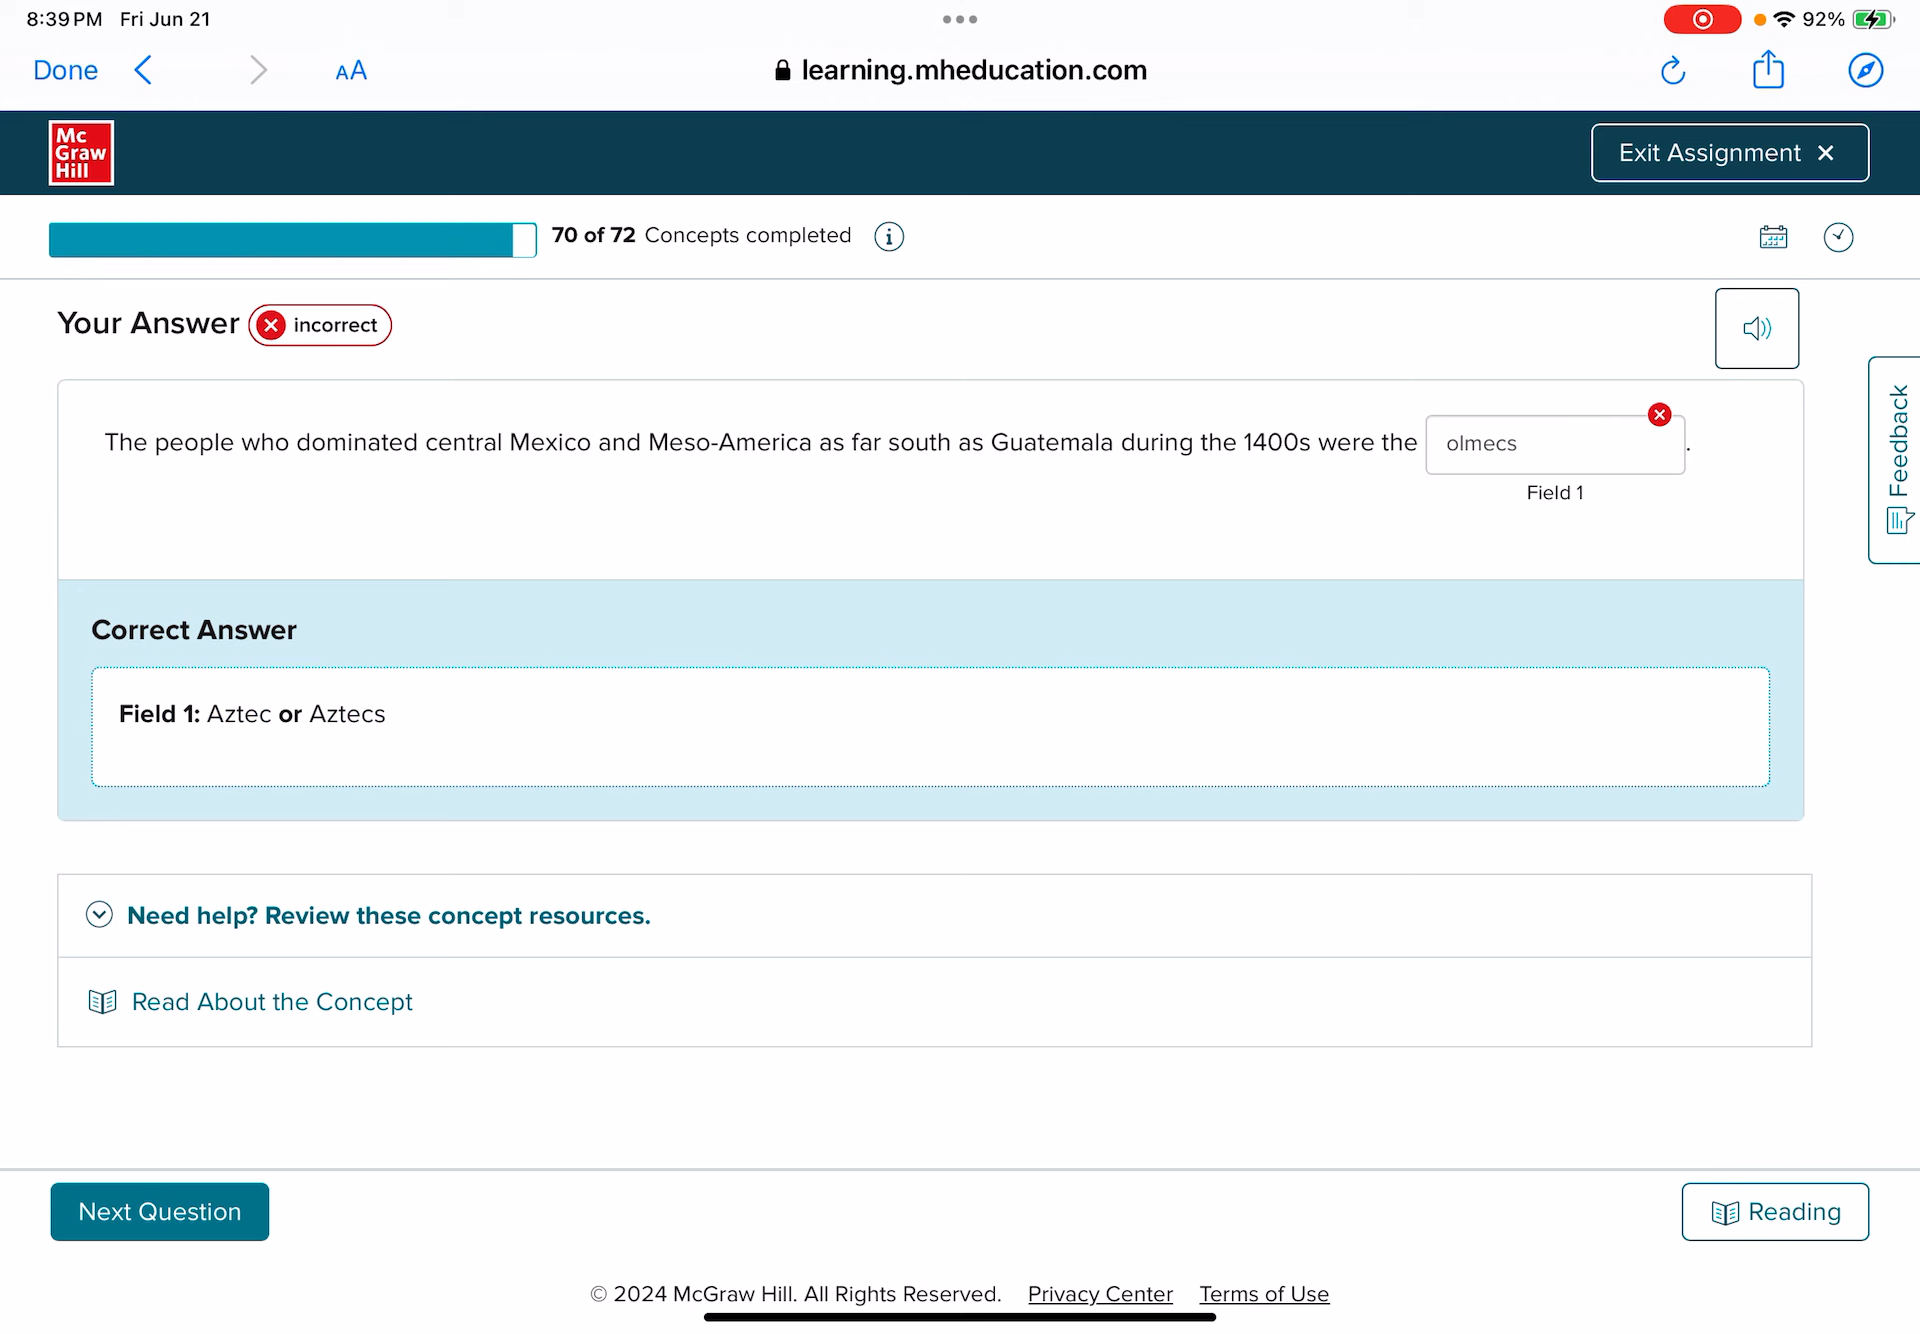 8:39 PM Fri Jun 21
92%
Done
AA
learning.mheducation.com
Mc
Graw
Hill
Exit Assignment
70 of 72 Concepts completed
Your Answer
incorrect
The people who dominated central Mexico and Meso-America as far south as Guatemala during the 1400s were the olmecs.
Field 1
Feedback
Correct Answer
Field 1: Aztec or Aztecs
Need help? Review these concept resources.
Read About the Concept
Next Question
Reading
© 2024 McGraw Hill. All Rights Reserved. Privacy Center Terms of Use